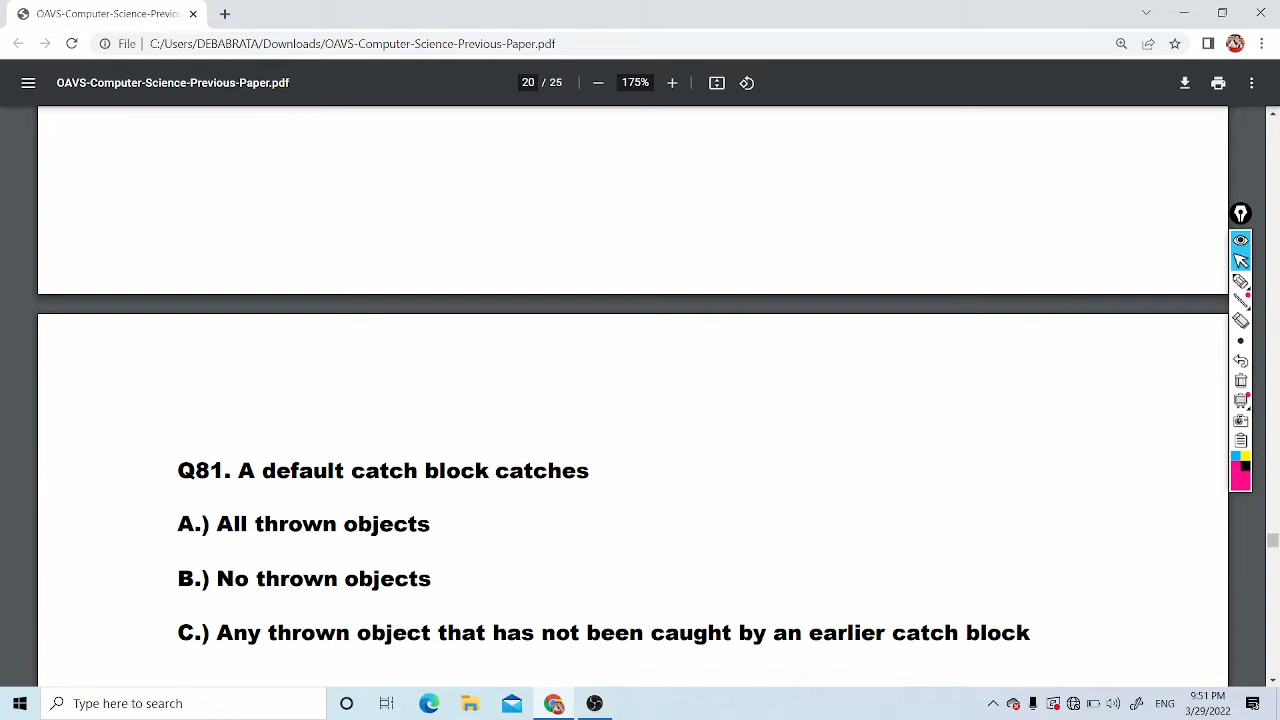 OAVS-Computer-Science-Previous-
File | C:/Users/DEBABRATA/Downloads/OAVS-Computer-Science-Previous-Paper.pdf
OAVS-Computer-Science-Previous-Paper.pdf
20 / 25
175%
Q81. A default catch block catches
A.) All thrown objects
B.) No thrown objects
C.) Any thrown object that has not been caught by an earlier catch block
Type here to search
ENG
9:51 PM
3/29/2022